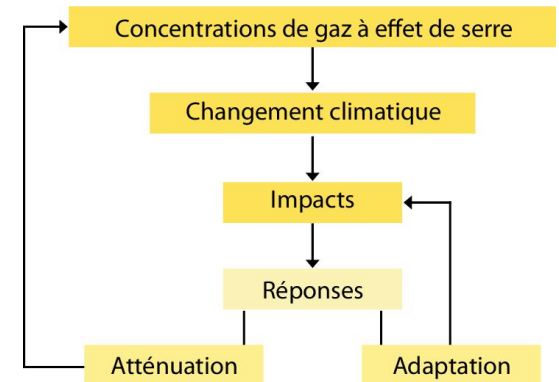 Concentrations de gaz à effet de serre
Changement climatique
Impacts
Réponses
Atténuation
Adaptation